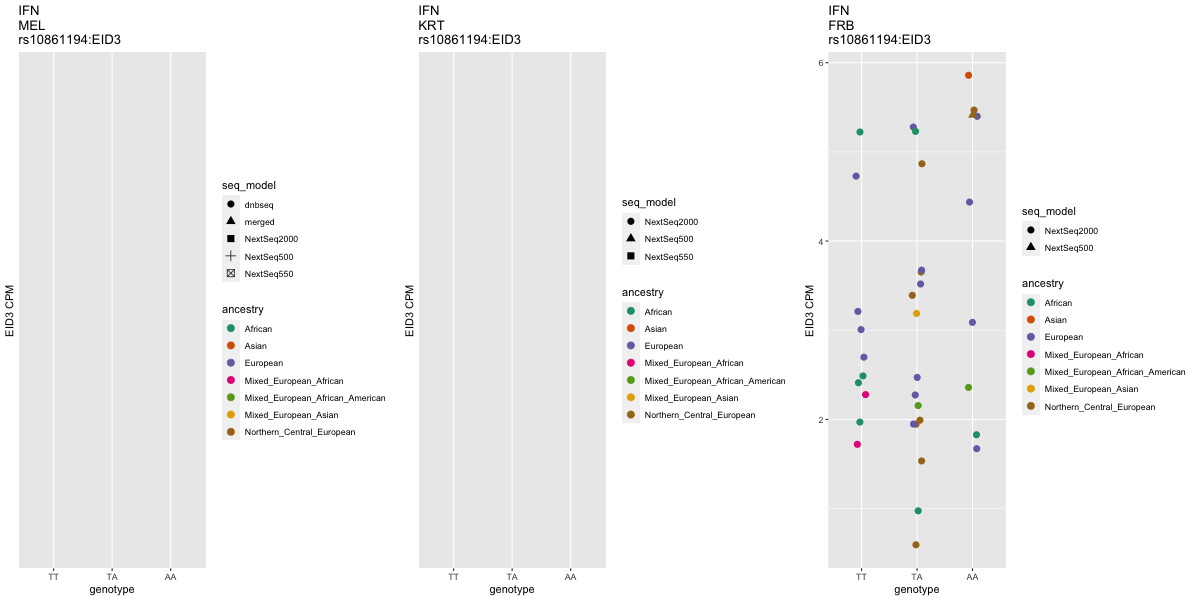 IFN
MEL
rs10861194:EID3
EID3 CPM
TT
TA
AA
genotype
seq_model
dnbseq
merged
NextSeq2000
NextSeq500
NextSeq550
ancestry
African
Asian
European
Mixed_European_African
Mixed_European_African_American
Mixed_European_Asian
Northern_Central_European
IFN
KRT
rs10861194:EID3
EID3 CPM
TT
TA
AA
genotype
seq_model
NextSeq2000
NextSeq500
NextSeq550
ancestry
African
Asian
European
Mixed_European_African
Mixed_European_African_American
Mixed_European_Asian
Northern_Central_European
IFN
FRB
rs10861194:EID3
EID3 CPM
6
4
2
TT
TA
AA
genotype
seq_model
NextSeq2000
NextSeq500
ancestry
African
Asian
European
Mixed_European_African
Mixed_European_African_American
Mixed_European_Asian
Northern_Central_European